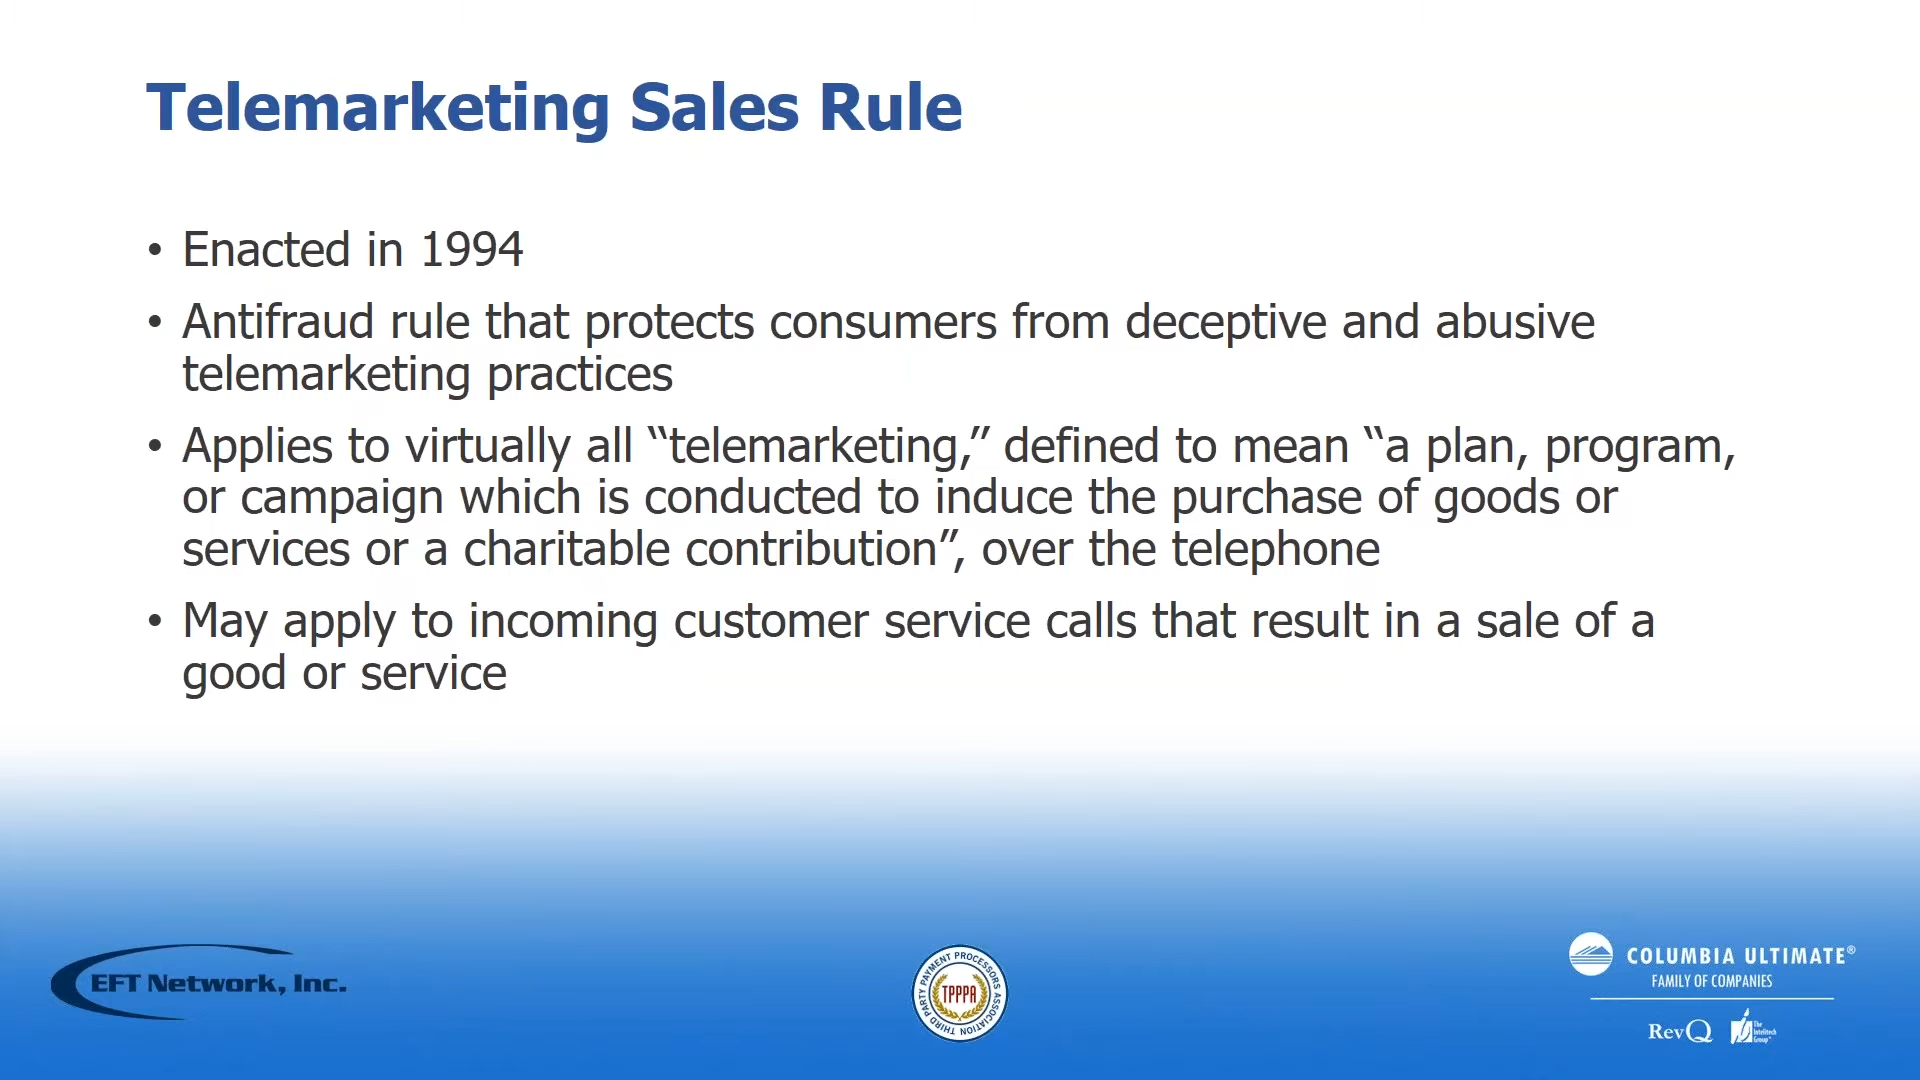 Telemarketing Sales Rule
• Enacted in 1994
• Antifraud rule that protects consumers from deceptive and abusive
telemarketing practices
• Applies to virtually all “telemarketing,” defined to mean “a plan, program,
or campaign which is conducted to induce the purchase of goods or
services or a charitable contribution”, over the telephone
• May apply to incoming customer service calls that result in a sale of a
good or service
EFT Network, Inc.
THIRD PARTY PAYMENT PROCESSORS ASSOCIATION
TPPPA
COLUMBIA ULTIMATE®
FAMILY OF COMPANIES
RevQ
The
Intelitech
Group